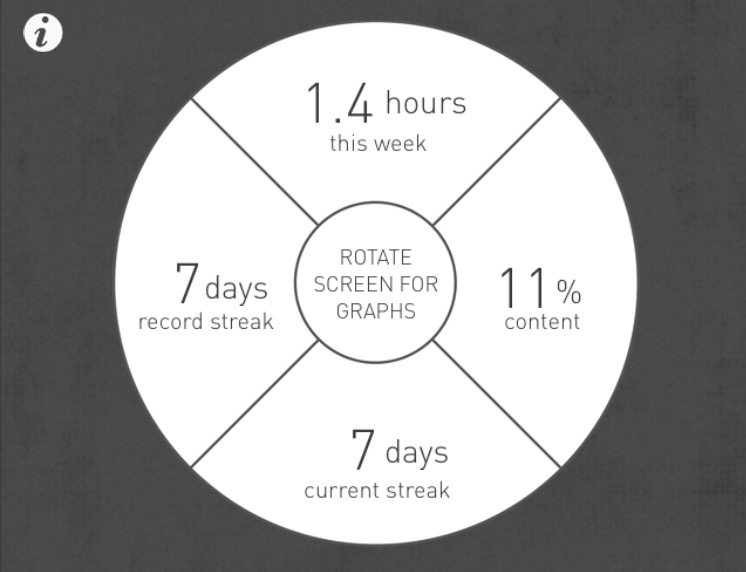 i
1.4 hours
this week
7 days
record streak
ROTATE
SCREEN FOR
GRAPHS
11%
content
7 days
current streak